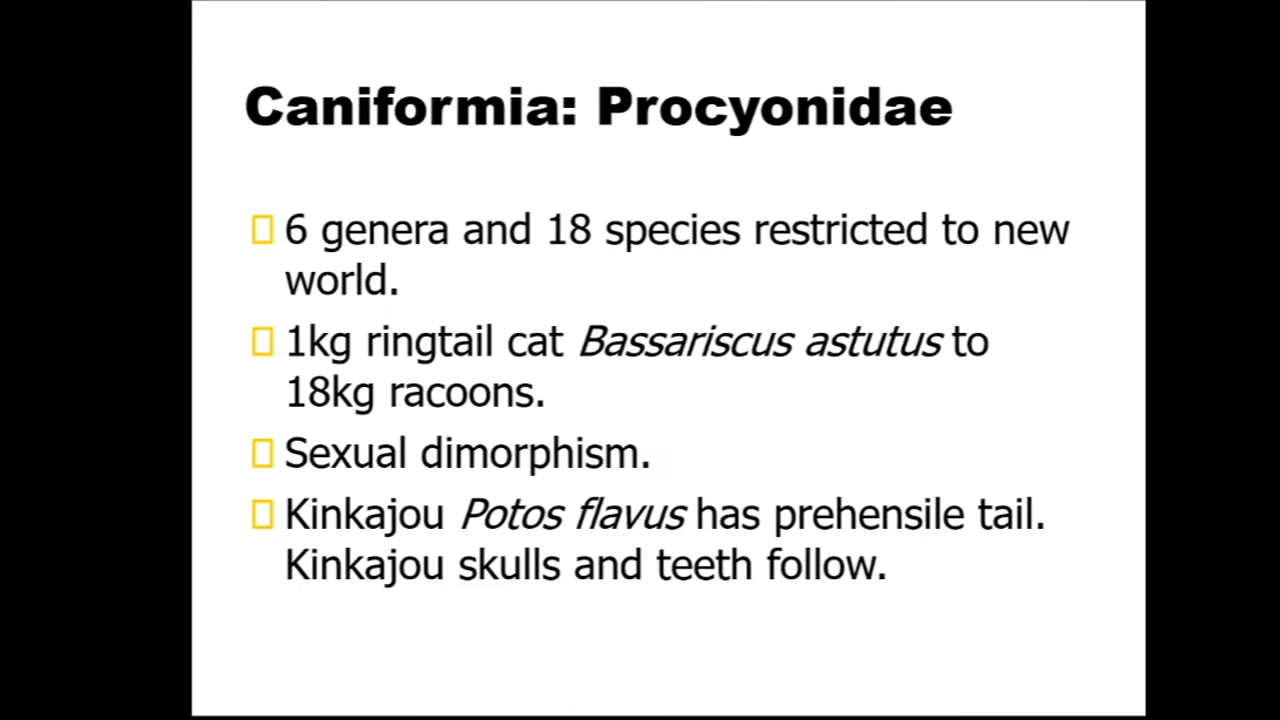 Caniformia: Procyonidae
6 genera and 18 species restricted to new
world.
1kg ringtail cat Bassariscus astutus to
18kg racoons.
Sexual dimorphism.
Kinkajou Potos flavus has prehensile tail.
Kinkajou skulls and teeth follow.